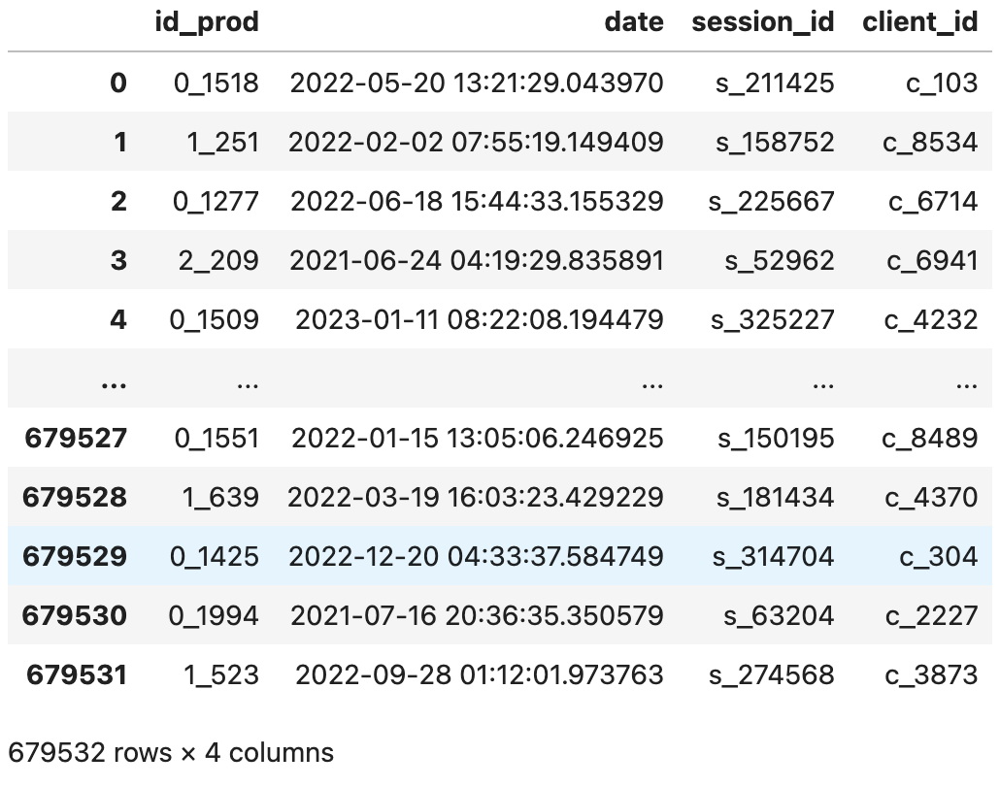 id_prod date session_id client_id
0 0_1518 2022-05-20 13:21:29.043970 s_211425 c_103
1 1_251 2022-02-02 07:55:19.149409 s_158752 c_8534
2 0_1277 2022-06-18 15:44:33.155329 s_225667 c_6714
3 2_209 2021-06-24 04:19:29.835891 s_52962 c_6941
4 0_1509 2023-01-11 08:22:08.194479 s_325227 c_4232
... ... ... ... ...
679527 0_1551 2022-01-15 13:05:06.246925 s_150195 c_8489
679528 1_639 2022-03-19 16:03:23.429229 s_181434 c_4370
679529 0_1425 2022-12-20 04:33:37.584749 s_314704 c_304
679530 0_1994 2021-07-16 20:36:35.350579 s_63204 c_2227
679531 1_523 2022-09-28 01:12:01.973763 s_274568 c_3873
679532 rows × 4 columns